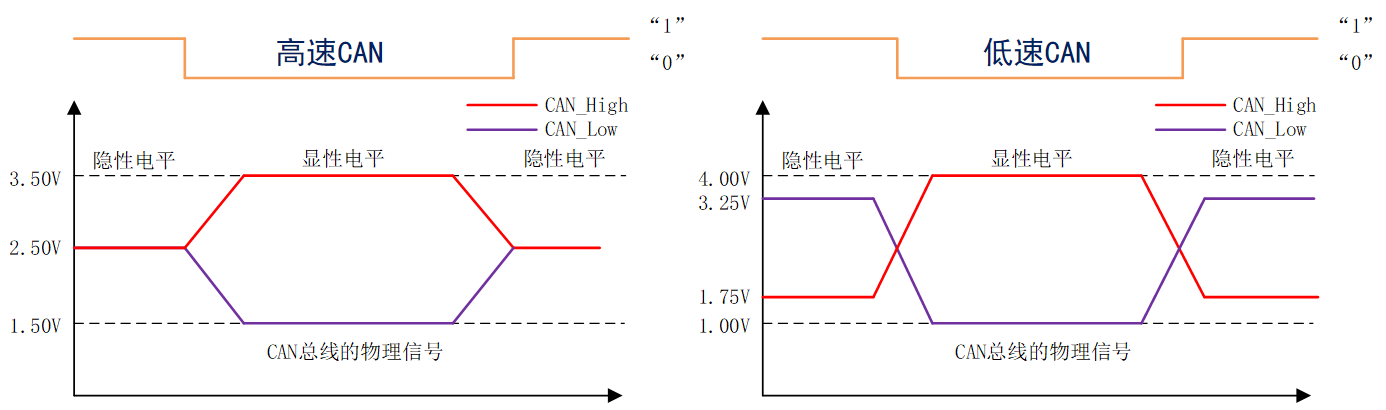 高速CAN
“1”
“0”
CAN_High
CAN_Low
隐性电平
显性电平
隐性电平
3.50V
2.50V
1.50V
CAN总线的物理信号
低速CAN
“1”
“0”
CAN_High
CAN_Low
隐性电平
显性电平
隐性电平
4.00V
3.25V
1.75V
1.00V
CAN总线的物理信号